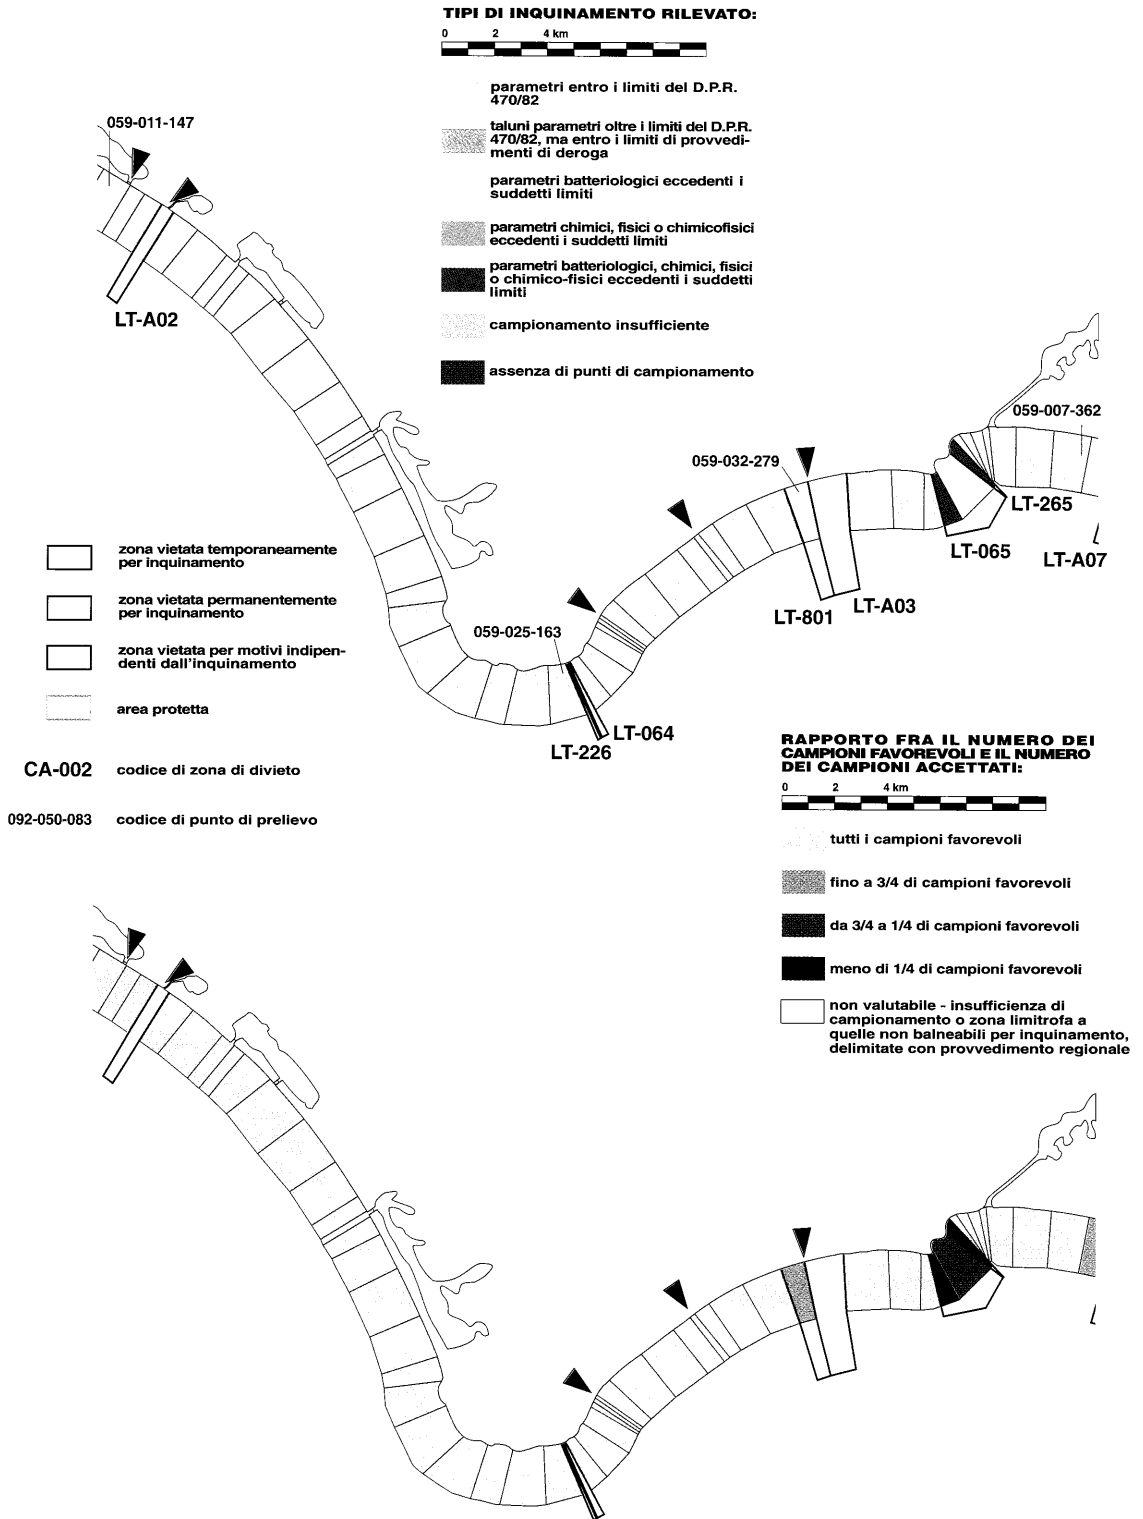 TIPI DI INQUINAMENTO RILEVATO:
0 2 4 km
parametri entro i limiti del D.P.R.
470/82
taluni parametri oltre i limiti del D.P.R.
470/82, ma entro i limiti di provvedi-
menti di deroga
parametri batteriologici eccedenti i
suddetti limiti
parametri chimici, fisici o chimicofisici
eccedenti i suddetti limiti
parametri batteriologici, chimici, fisici
o chimico-fisici eccedenti i suddetti
limiti
campionamento insufficiente
assenza di punti di campionamento
059-011-147
LT-A02
059-007-362
059-032-279
LT-265
LT-065
LT-A07
LT-A03
LT-801
059-025-163
LT-064
LT-226
zona vietata temporaneamente
per inquinamento
zona vietata permanentemente
per inquinamento
zona vietata per motivi indipen-
denti dall'inquinamento
area protetta
CA-002 codice di zona di divieto
092-050-083 codice di punto di prelievo
RAPPORTO FRA IL NUMERO DEI
CAMPIONI FAVOREVOLI E IL NUMERO
DEI CAMPIONI ACCETTATI:
0 2 4 km
tutti i campioni favorevoli
fino a 3/4 di campioni favorevoli
da 3/4 a 1/4 di campioni favorevoli
meno di 1/4 di campioni favorevoli
non valutabile - insufficienza di
campionamento o zona limitrofa a
quelle non balneabili per inquinamento,
delimitate con provvedimento regionale